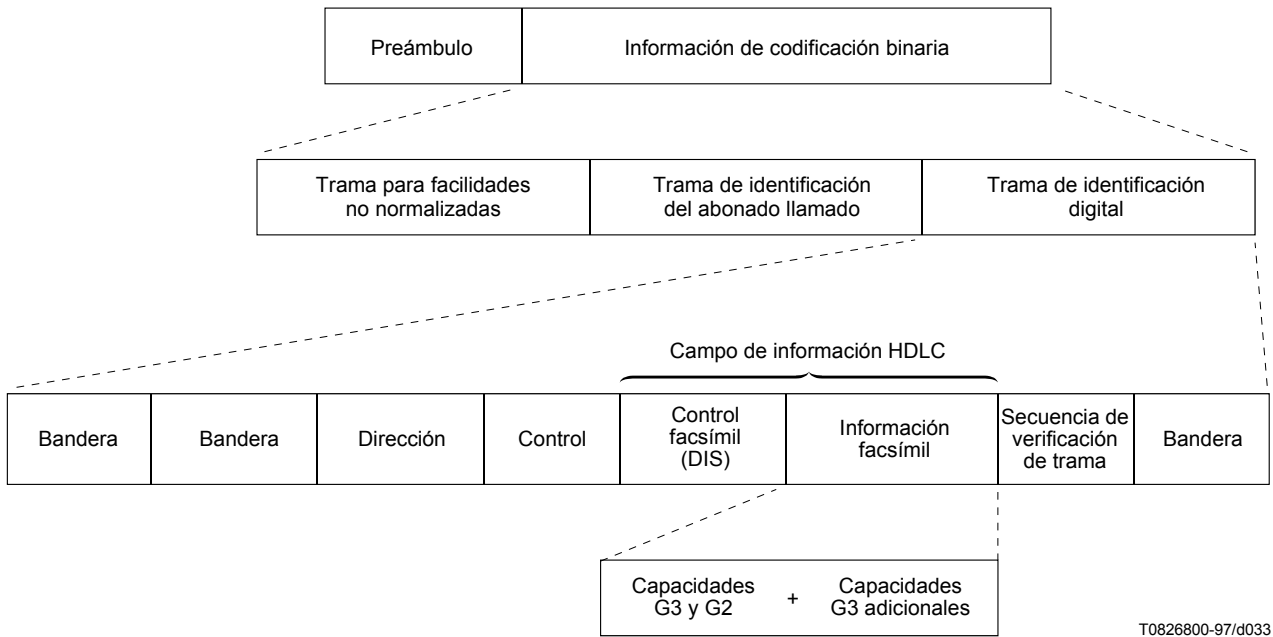 Preámbulo
Información de codificación binaria
Trama para facilidades
no normalizadas
Trama de identificación
del abonado llamado
Trama de identificación
digital
Campo de información HDLC
Bandera
Bandera
Dirección
Control
Control
facsímil
(DIS)
Información
facsímil
Secuencia de
verificación
de trama
Bandera
Capacidades
G3 y G2
+
Capacidades
G3 adicionales
T0826800-97/d033